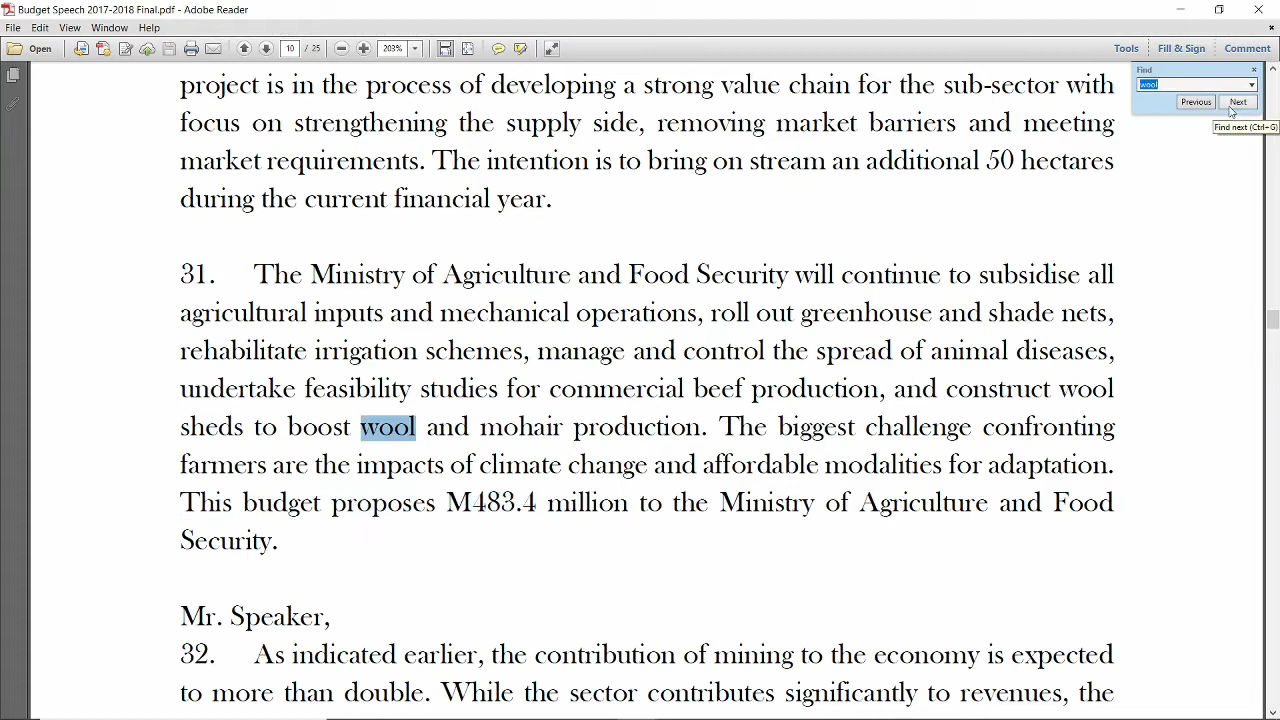 Budget Speech 2017-2018 Final.pdf - Adobe Reader
File Edit View Window Help
Open 10 / 25 203% Tools Fill & Sign Comment
Find
wool
Previous Next
Find next (Ctrl+G)
project is in the process of developing a strong value chain for the sub-sector with
focus on strengthening the supply side, removing market barriers and meeting
market requirements. The intention is to bring on stream an additional 50 hectares
during the current financial year.
31. The Ministry of Agriculture and Food Security will continue to subsidise all
agricultural inputs and mechanical operations, roll out greenhouse and shade nets,
rehabilitate irrigation schemes, manage and control the spread of animal diseases,
undertake feasibility studies for commercial beef production, and construct wool
sheds to boost wool and mohair production. The biggest challenge confronting
farmers are the impacts of climate change and affordable modalities for adaptation.
This budget proposes M483.4 million to the Ministry of Agriculture and Food
Security.
Mr. Speaker,
32. As indicated earlier, the contribution of mining to the economy is expected
to more than double. While the sector contributes significantly to revenues, the